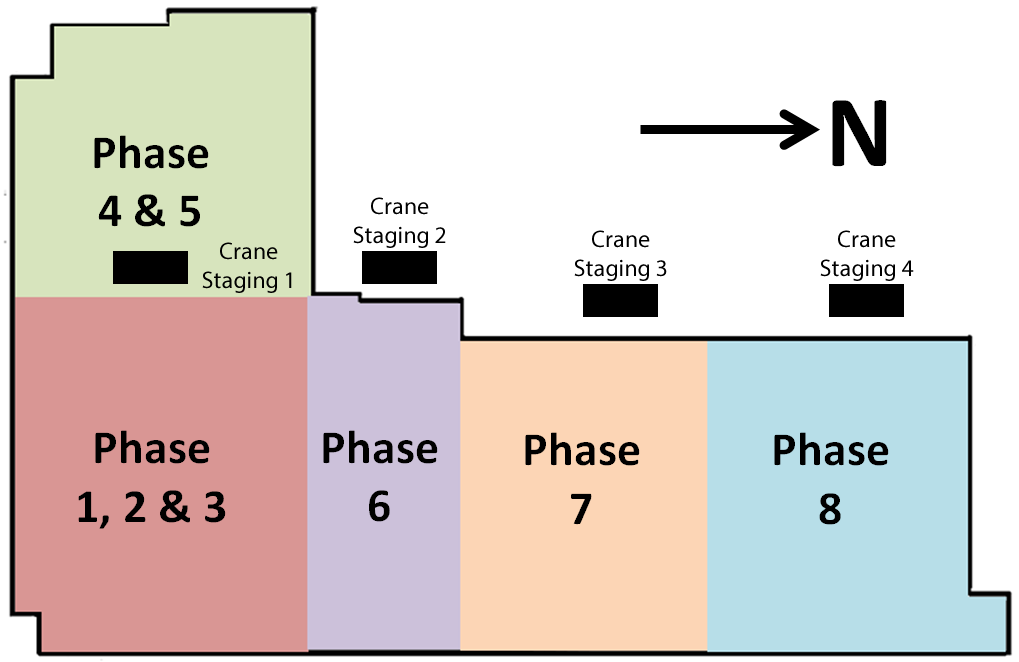 Phase
4 & 5
Crane
Staging 1
Crane
Staging 2
Crane
Staging 3
Crane
Staging 4
N
Phase
1, 2 & 3
Phase
6
Phase
7
Phase
8